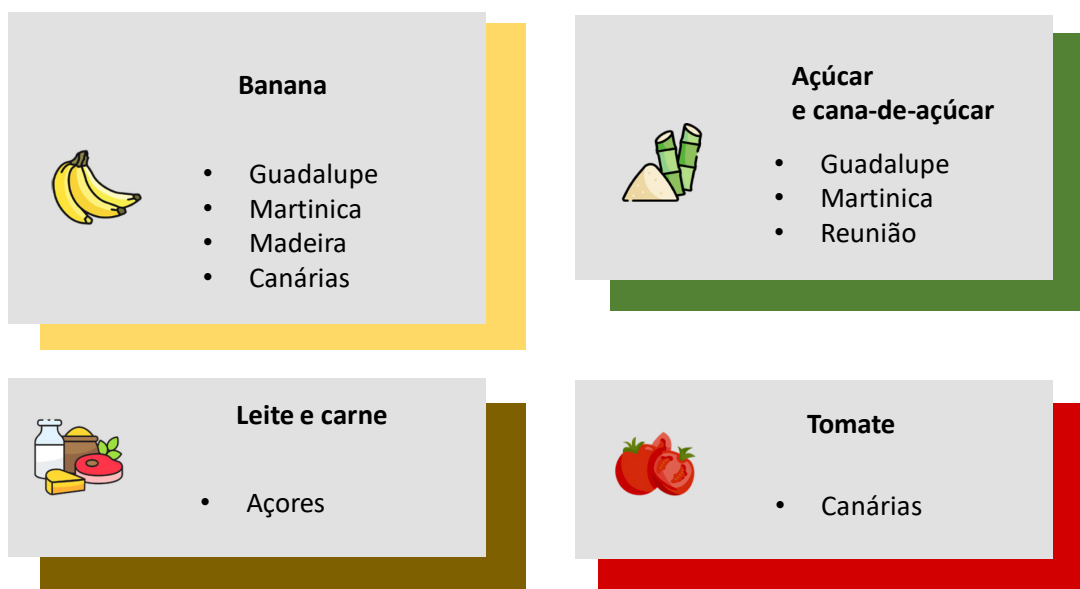 Banana
• Guadalupe
• Martinica
• Madeira
• Canárias
Açúcar
e cana-de-açúcar
• Guadalupe
• Martinica
• Reunião
Leite e carne
• Açores
Tomate
• Canárias